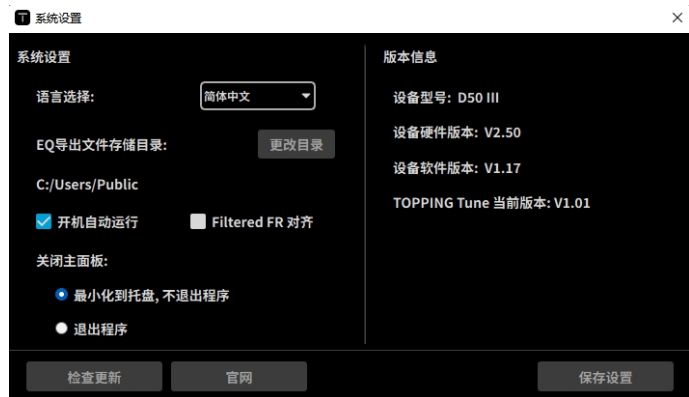 系统设置
系统设置
语言选择:
简体中文
EQ导出文件存储目录:
更改目录
C:/Users/Public
开机自动运行
Filtered FR 对齐
关闭主面板:
最小化到托盘, 不退出程序
退出程序
版本信息
设备型号: D50 III
设备硬件版本: V2.50
设备软件版本: V1.17
TOPPING Tune 当前版本: V1.01
检查更新
官网
保存设置